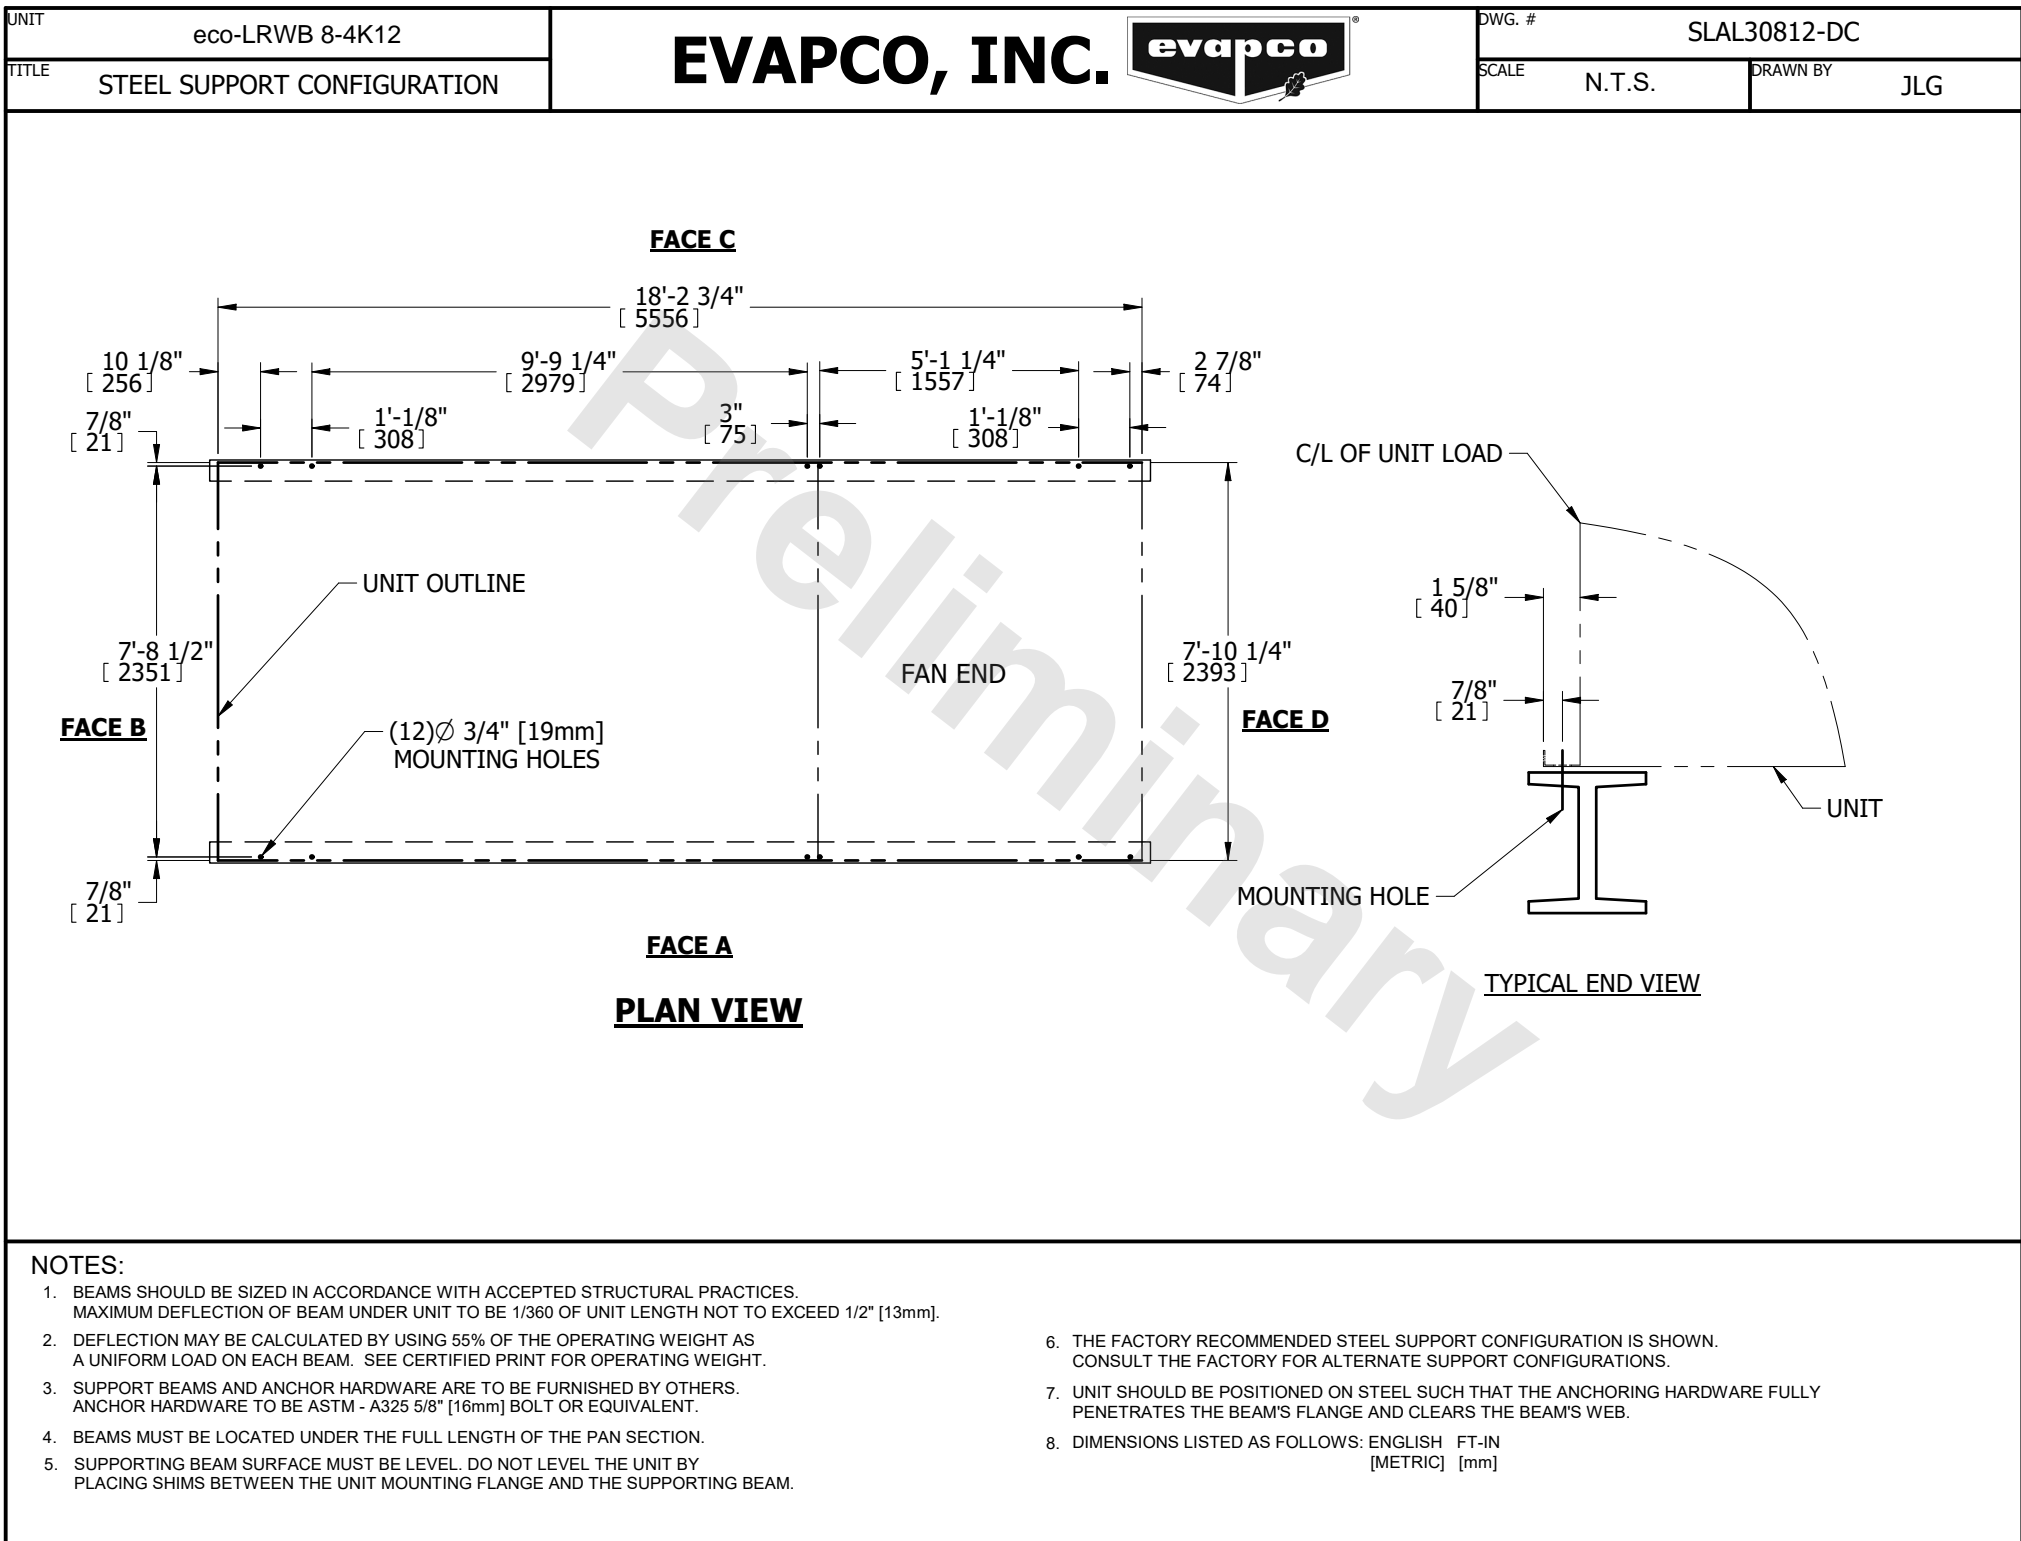 UNIT
eco-LRWB 8-4K12
TITLE
STEEL SUPPORT CONFIGURATION
EVAPCO, INC.
evapco®
DWG. #
SLAL30812-DC
SCALE
N.T.S.
DRAWN BY
JLG
FACE C
18'-2 3/4"
[ 5556 ]
10 1/8"
[ 256 ]
9'-9 1/4"
[ 2979 ]
5'-1 1/4"
[ 1557 ]
2 7/8"
[ 74 ]
7/8"
[ 21 ]
1'-1/8"
[ 308 ]
3"
[ 75 ]
1'-1/8"
[ 308 ]
UNIT OUTLINE
7'-8 1/2"
[ 2351 ]
FAN END
7'-10 1/4"
[ 2393 ]
FACE B
FACE D
(12)Ø 3/4" [19mm]
MOUNTING HOLES
7/8"
[ 21 ]
FACE A
PLAN VIEW
C/L OF UNIT LOAD
1 5/8"
[ 40 ]
7/8"
[ 21 ]
UNIT
MOUNTING HOLE
TYPICAL END VIEW
Preliminary
NOTES:
1. BEAMS SHOULD BE SIZED IN ACCORDANCE WITH ACCEPTED STRUCTURAL PRACTICES.
MAXIMUM DEFLECTION OF BEAM UNDER UNIT TO BE 1/360 OF UNIT LENGTH NOT TO EXCEED 1/2" [13mm].
2. DEFLECTION MAY BE CALCULATED BY USING 55% OF THE OPERATING WEIGHT AS
A UNIFORM LOAD ON EACH BEAM. SEE CERTIFIED PRINT FOR OPERATING WEIGHT.
3. SUPPORT BEAMS AND ANCHOR HARDWARE ARE TO BE FURNISHED BY OTHERS.
ANCHOR HARDWARE TO BE ASTM - A325 5/8" [16mm] BOLT OR EQUIVALENT.
4. BEAMS MUST BE LOCATED UNDER THE FULL LENGTH OF THE PAN SECTION.
5. SUPPORTING BEAM SURFACE MUST BE LEVEL. DO NOT LEVEL THE UNIT BY
PLACING SHIMS BETWEEN THE UNIT MOUNTING FLANGE AND THE SUPPORTING BEAM.
6. THE FACTORY RECOMMENDED STEEL SUPPORT CONFIGURATION IS SHOWN.
CONSULT THE FACTORY FOR ALTERNATE SUPPORT CONFIGURATIONS.
7. UNIT SHOULD BE POSITIONED ON STEEL SUCH THAT THE ANCHORING HARDWARE FULLY
PENETRATES THE BEAM'S FLANGE AND CLEARS THE BEAM'S WEB.
8. DIMENSIONS LISTED AS FOLLOWS: ENGLISH FT-IN
[METRIC] [mm]